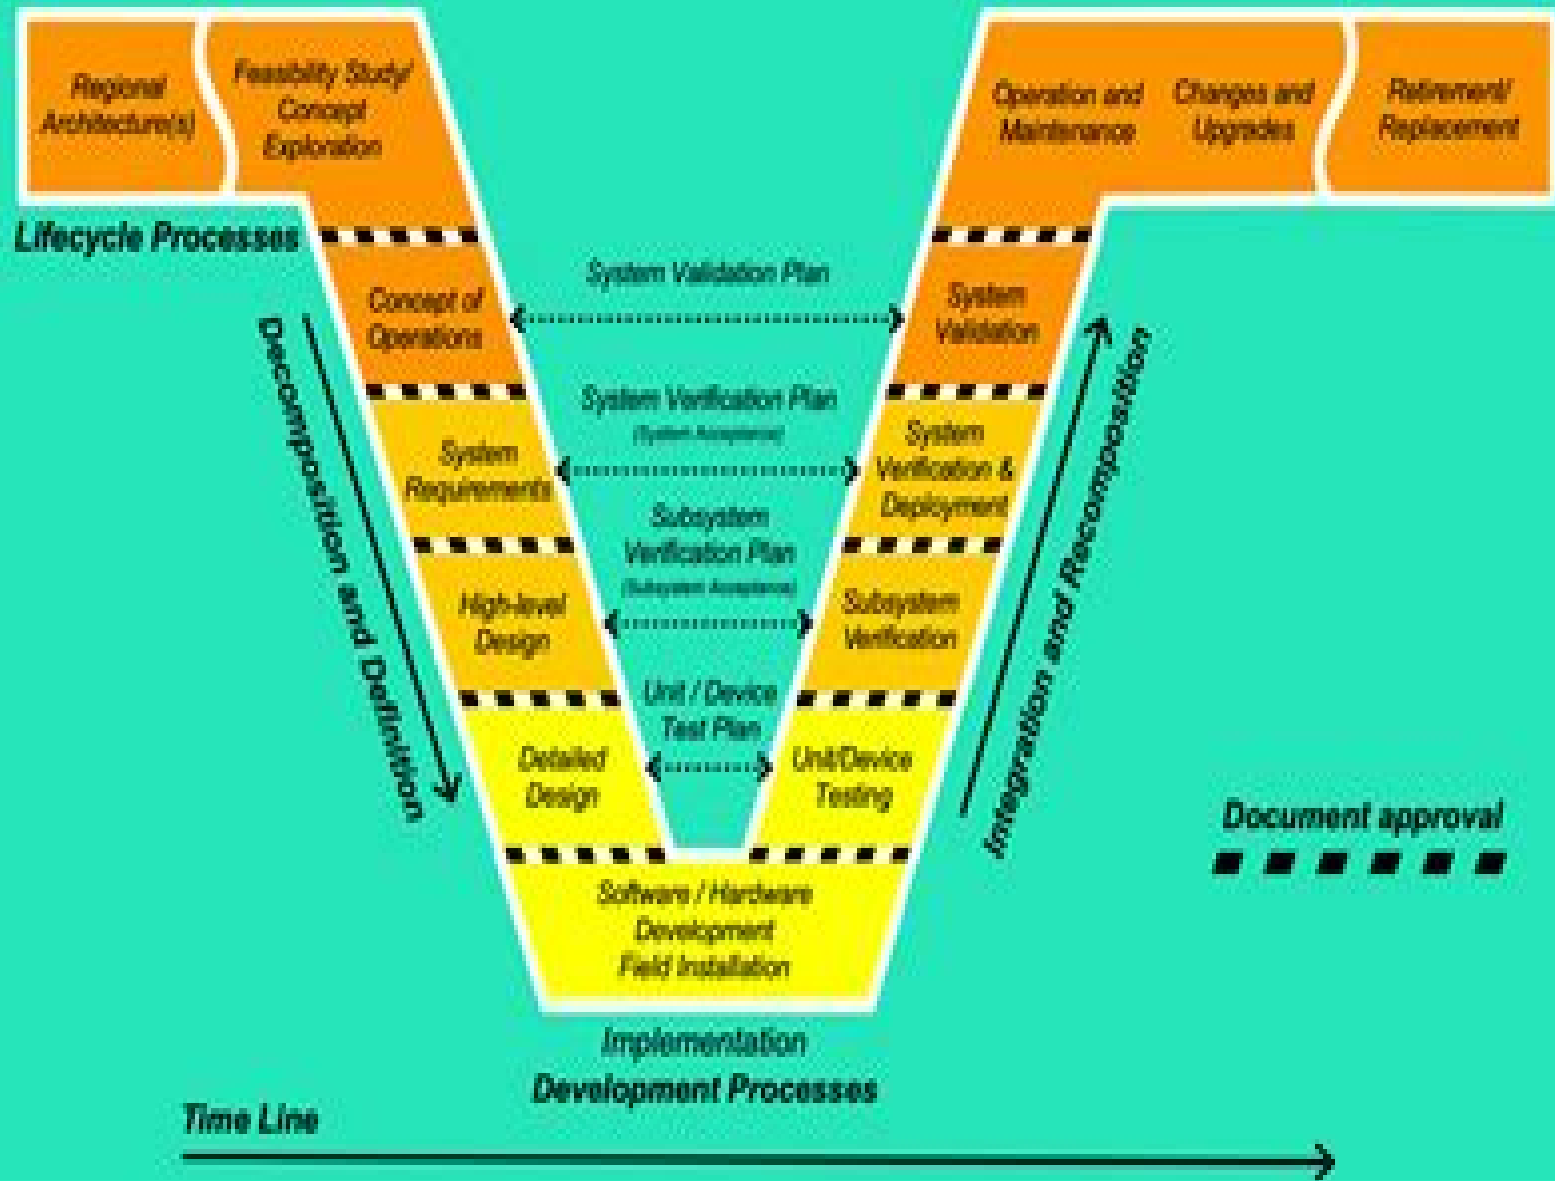 Regional
Architecture(s)
Feasibility Study/
Concept
Exploration
Operation and
Maintenance
Changes and
Upgrades
Retirement/
Replacement
Lifecycle Processes
Concept of
Operations
System Validation Plan
System
Validation
Decomposition and Definition
System
Requirements
System Verification Plan
(System Acceptance)
System
Verification &
Deployment
Integration and Recomposition
High-level
Design
Subsystem
Verification Plan
(Subsystem Acceptance)
Subsystem
Verification
Detailed
Design
Unit / Device
Test Plan
Unit/Device
Testing
Document approval
Software / Hardware
Development
Field Installation
Implementation
Development Processes
Time Line